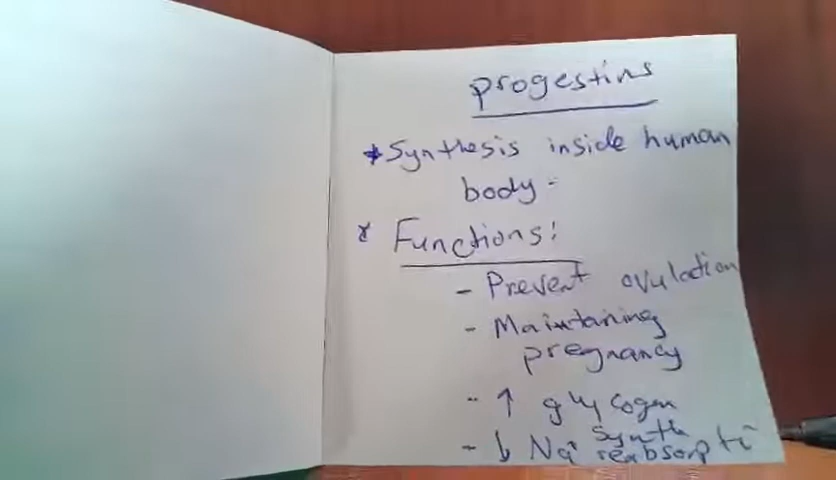 progestins
* Synthesis inside human
body :-
* Functions:
- Prevent ovulation
- Maintaining
pregnancy
- ↑ glycogen
synth
- ↓ Na⁺ reabsorpti